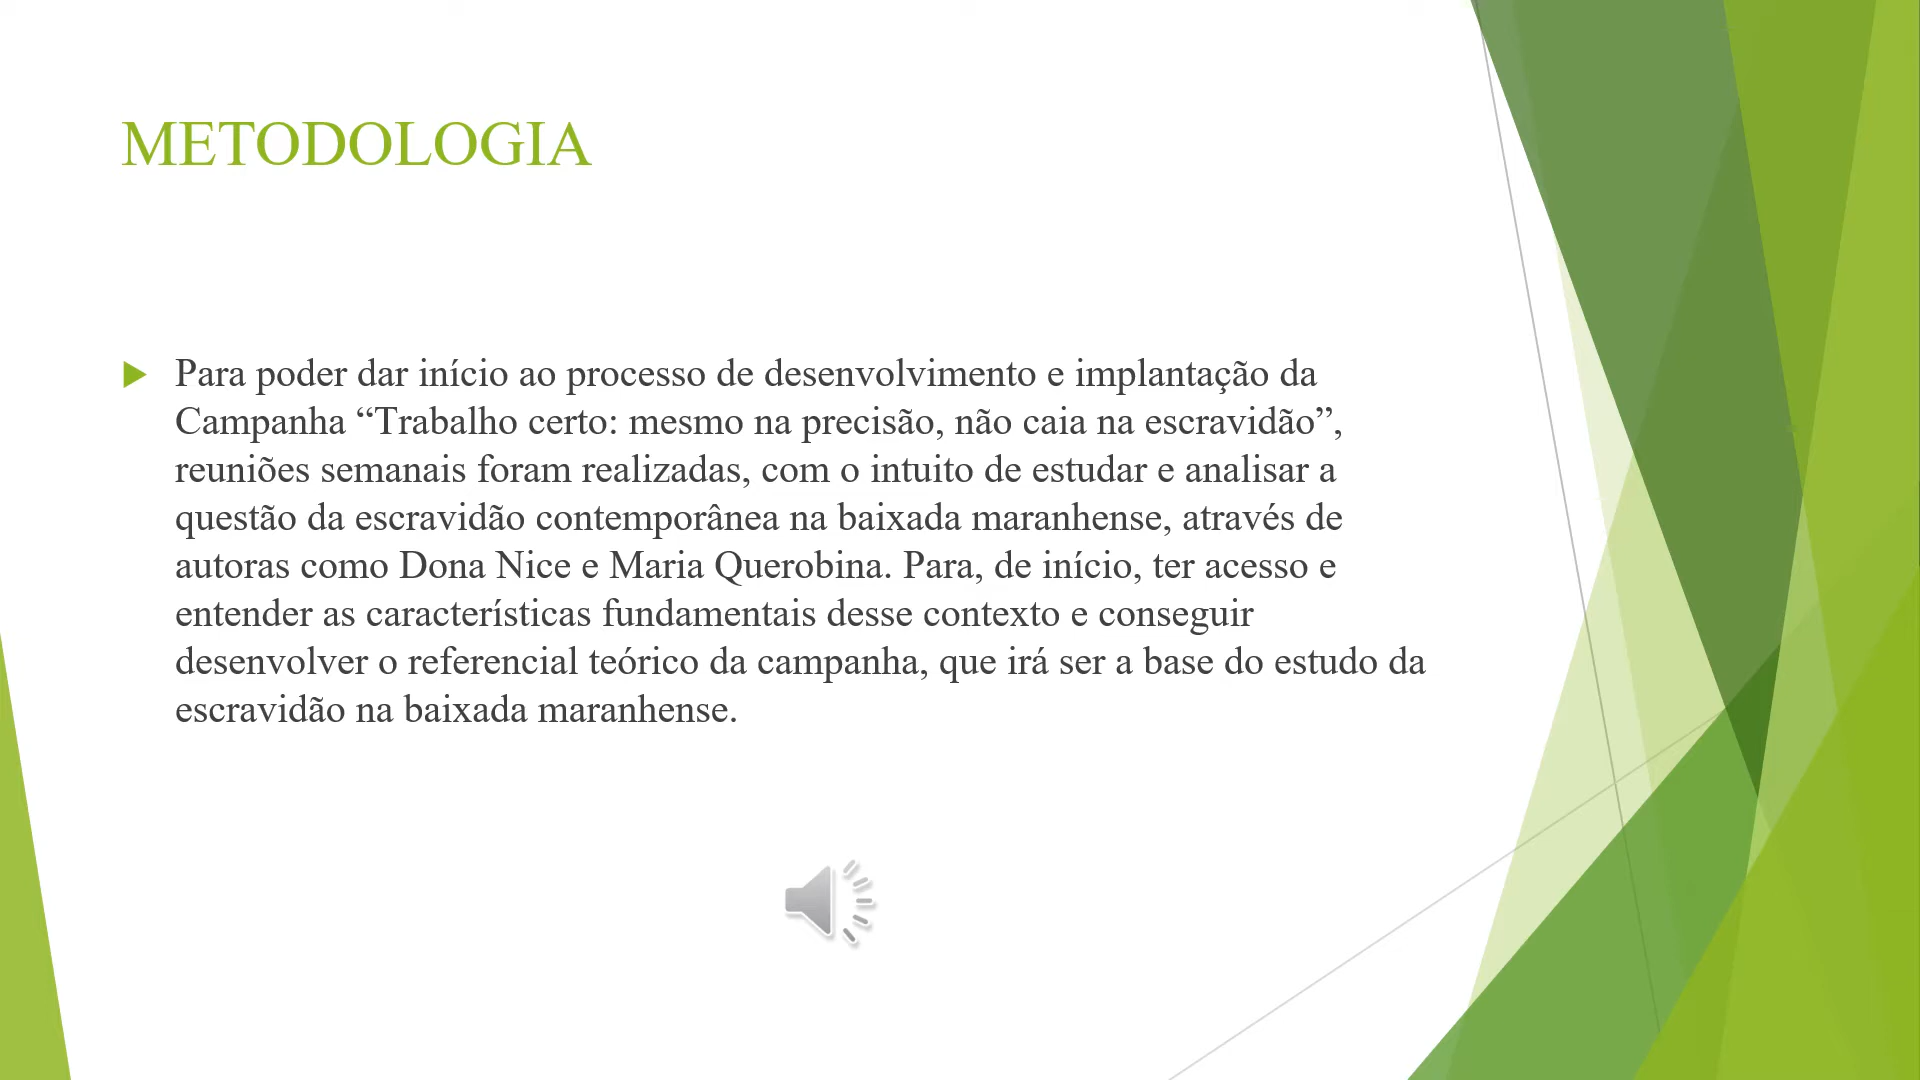 METODOLOGIA
Para poder dar início ao processo de desenvolvimento e implantação da
Campanha “Trabalho certo: mesmo na precisão, não caia na escravidão”,
reuniões semanais foram realizadas, com o intuito de estudar e analisar a
questão da escravidão contemporânea na baixada maranhense, através de
autoras como Dona Nice e Maria Querobina. Para, de início, ter acesso e
entender as características fundamentais desse contexto e conseguir
desenvolver o referencial teórico da campanha, que irá ser a base do estudo da
escravidão na baixada maranhense.